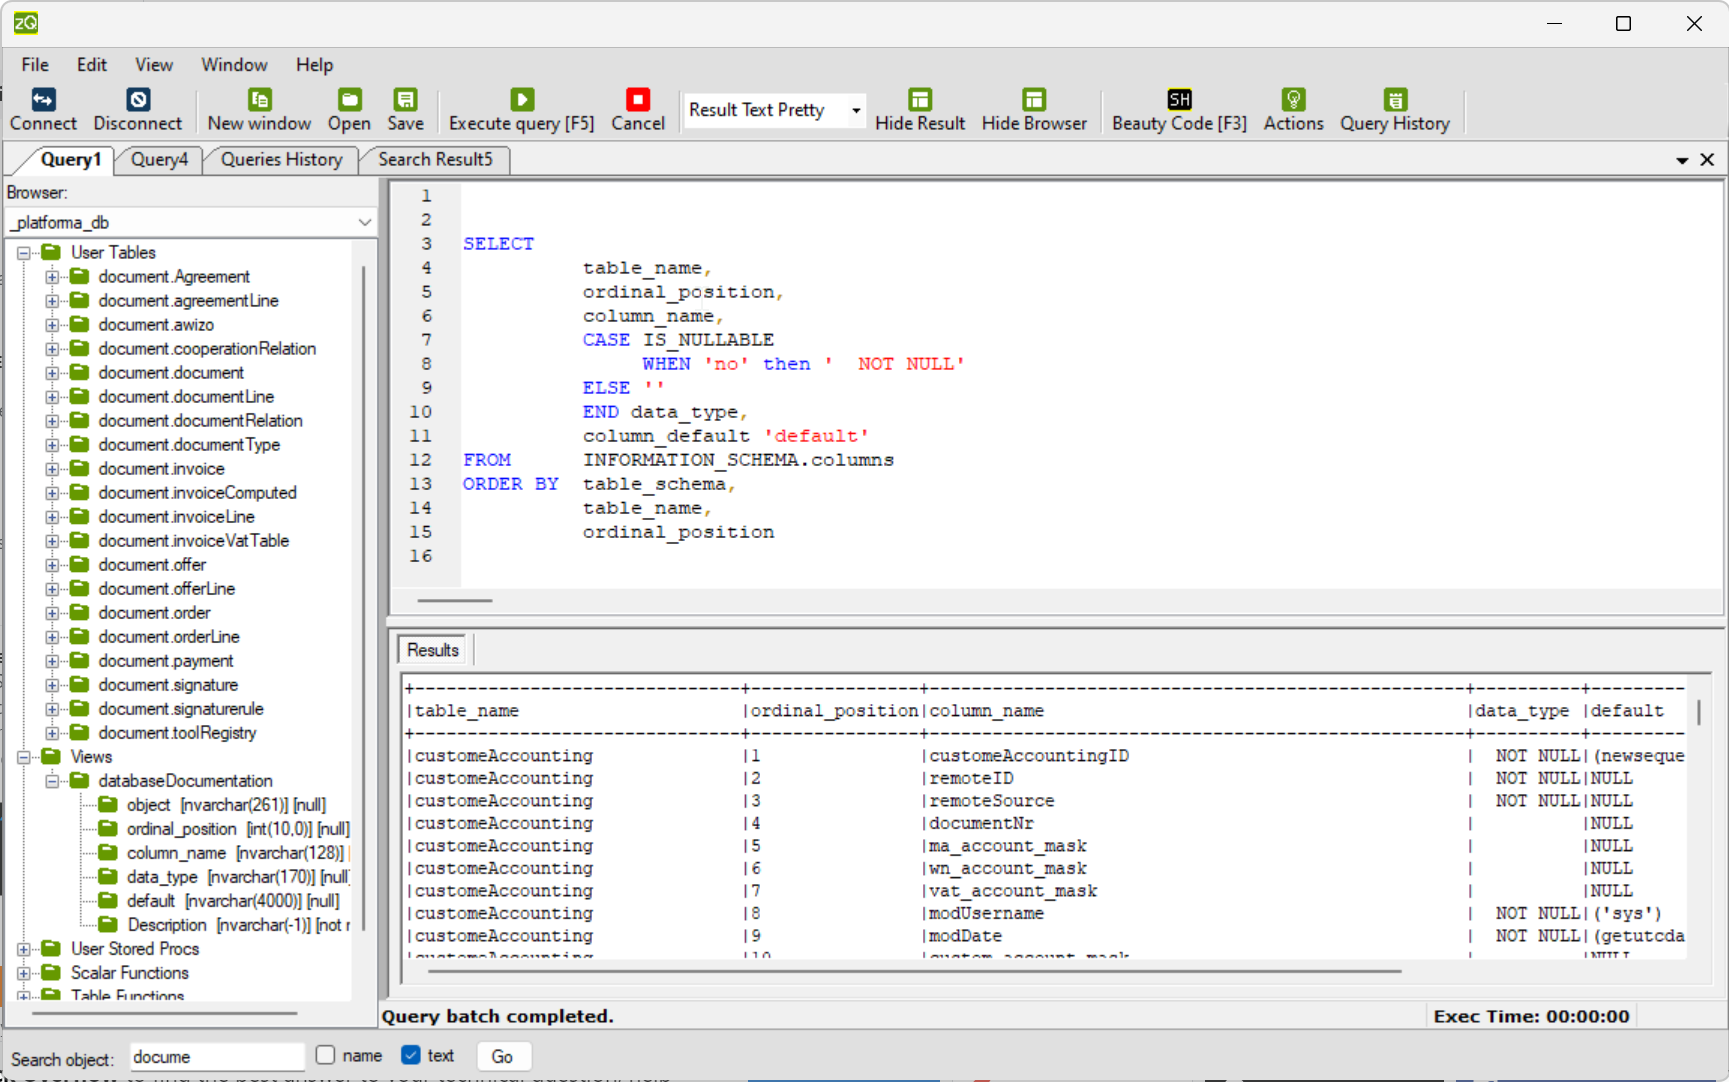 zQ
File Edit View Window Help
Connect Disconnect New window Open Save Execute query [F5] Cancel Result Text Pretty Hide Result Hide Browser SH Beauty Code [F3] Actions Query History
Query1 Query4 Queries History Search Result5
Browser:
_platforma_db
User Tables
document.Agreement
document.agreementLine
document.awizo
document.cooperationRelation
document.document
document.documentLine
document.documentRelation
document.documentType
document.invoice
document.invoiceComputed
document.invoiceLine
document.invoiceVatTable
document.offer
document.offerLine
document.order
document.orderLine
document.payment
document.signature
document.signaturerule
document.toolRegistry
Views
databaseDocumentation
object [nvarchar(261)] [null]
ordinal_position [int(10,0)] [null]
column_name [nvarchar(128)]
data_type [nvarchar(170)] [null
default [nvarchar(4000)] [null]
Description [nvarchar(-1)] [not
User Stored Procs
Scalar Functions
Table Functions
1
2
3 SELECT
4 table_name,
5 ordinal_position,
6 column_name,
7 CASE IS_NULLABLE
8 WHEN 'no' then '  NOT NULL'
9 ELSE ''
10 END data_type,
11 column_default 'default'
12 FROM INFORMATION_SCHEMA.columns
13 ORDER BY table_schema,
14 table_name,
15 ordinal_position
16
Results
+-------------------------------+----------------+---------------------------------------------------+----------+---------
|table_name |ordinal_position|column_name |data_type |default
+-------------------------------+----------------+---------------------------------------------------+----------+---------
|customeAccounting |1 |customeAccountingID |  NOT NULL|(newseque
|customeAccounting |2 |remoteID |  NOT NULL|NULL
|customeAccounting |3 |remoteSource |  NOT NULL|NULL
|customeAccounting |4 |documentNr | |NULL
|customeAccounting |5 |ma_account_mask | |NULL
|customeAccounting |6 |wn_account_mask | |NULL
|customeAccounting |7 |vat_account_mask | |NULL
|customeAccounting |8 |modUsername |  NOT NULL|('sys')
|customeAccounting |9 |modDate |  NOT NULL|(getutcda
|customeAccounting |10 |custom_account_mask | |NULL
Query batch completed. Exec Time: 00:00:00
Search object: docume name text Go